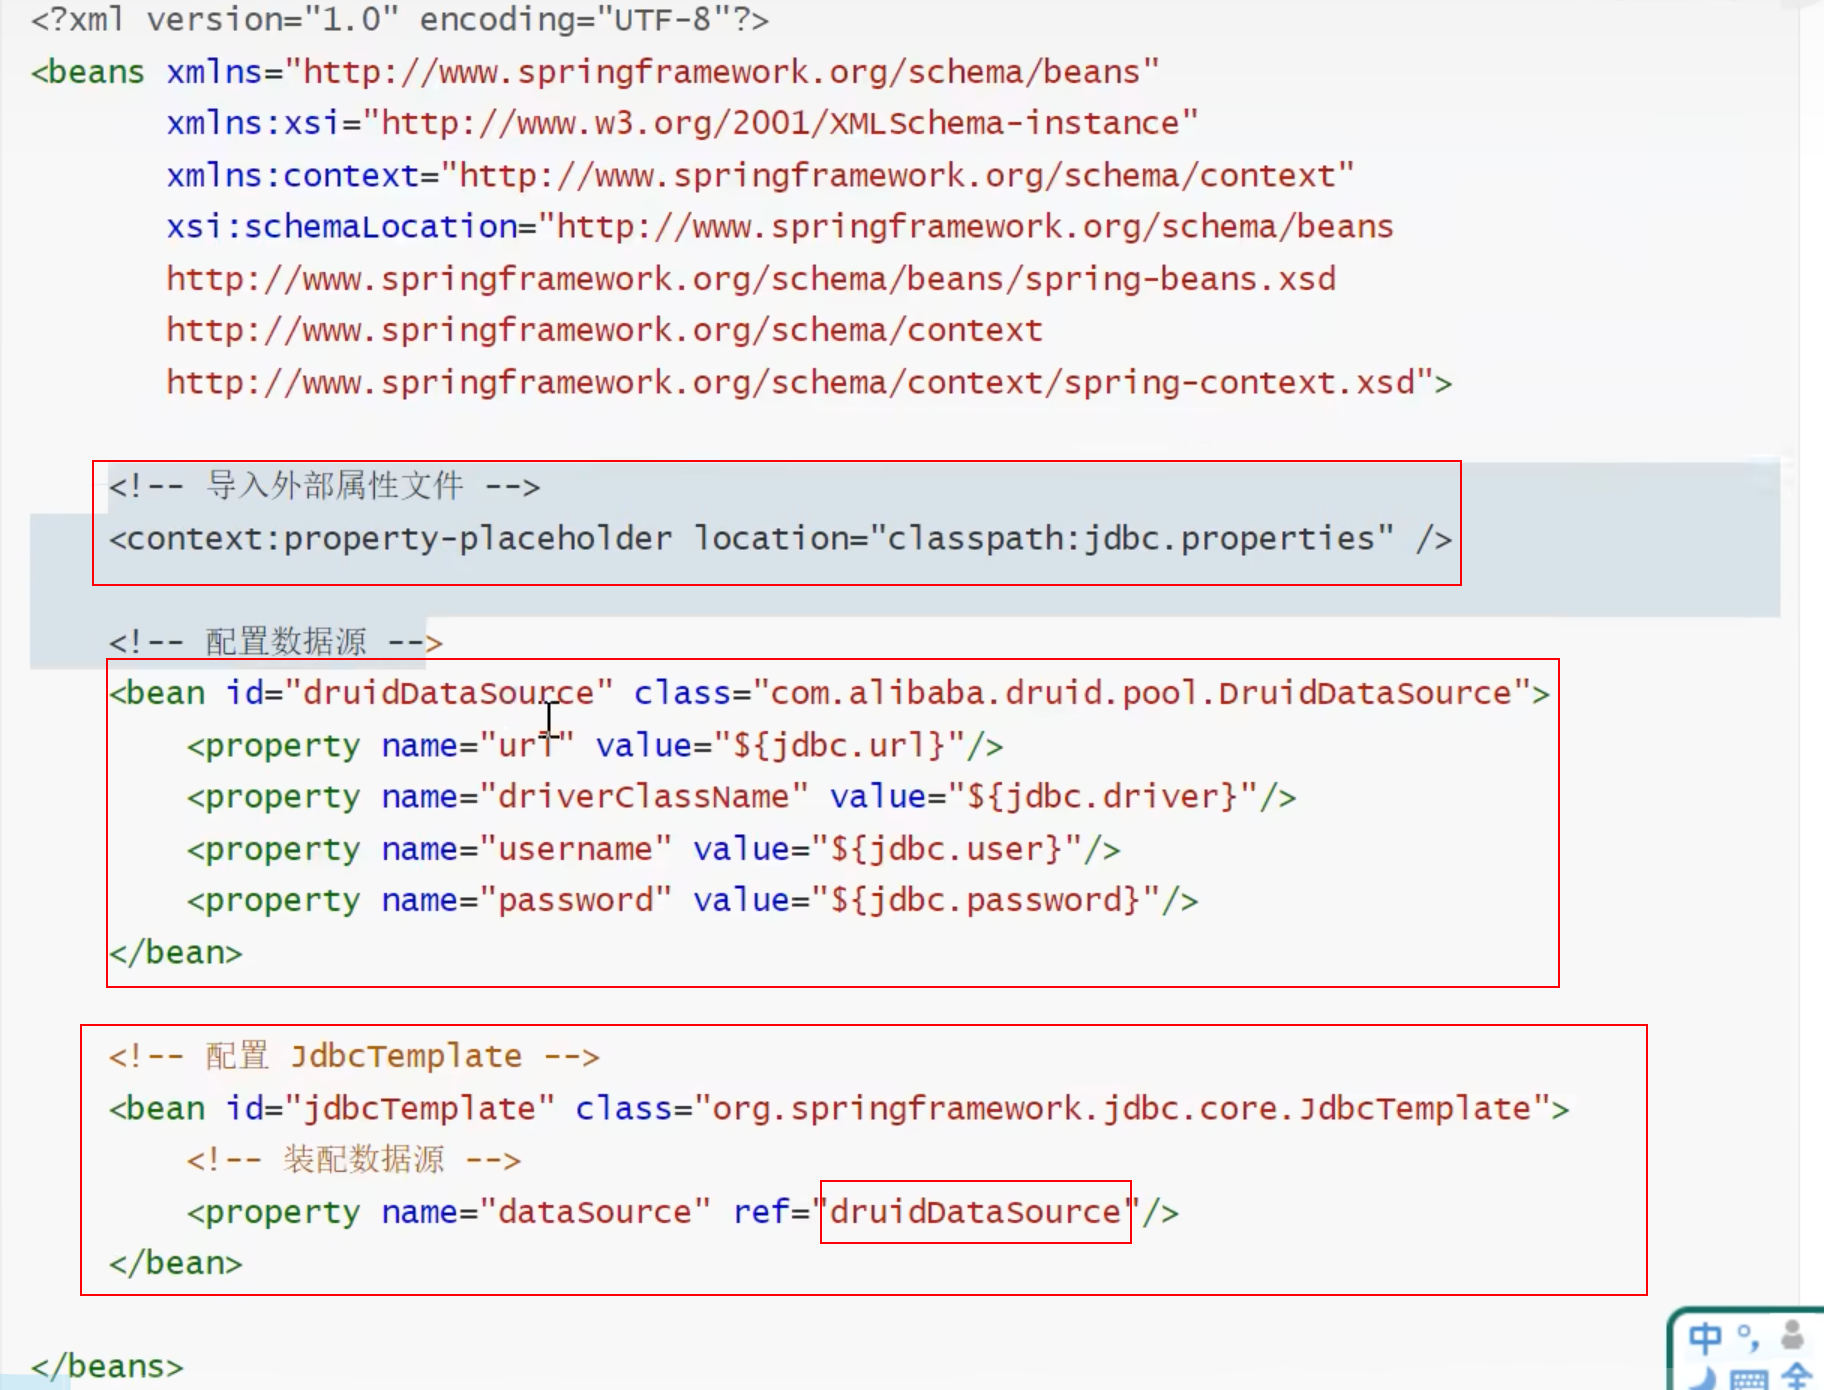 <?xml version="1.0" encoding="UTF-8"?>
<beans xmlns="http://www.springframework.org/schema/beans"
xmlns:xsi="http://www.w3.org/2001/XMLSchema-instance"
xmlns:context="http://www.springframework.org/schema/context"
xsi:schemaLocation="http://www.springframework.org/schema/beans
http://www.springframework.org/schema/beans/spring-beans.xsd
http://www.springframework.org/schema/context
http://www.springframework.org/schema/context/spring-context.xsd">
<!-- 导入外部属性文件 -->
<context:property-placeholder location="classpath:jdbc.properties" />
<!-- 配置数据源 -->
<bean id="druidDataSource" class="com.alibaba.druid.pool.DruidDataSource">
<property name="url" value="${jdbc.url}"/>
<property name="driverClassName" value="${jdbc.driver}"/>
<property name="username" value="${jdbc.user}"/>
<property name="password" value="${jdbc.password}"/>
</bean>
<!-- 配置 JdbcTemplate -->
<bean id="jdbcTemplate" class="org.springframework.jdbc.core.JdbcTemplate">
<!-- 装配数据源 -->
<property name="dataSource" ref="druidDataSource"/>
</bean>
</beans>
中 °,
全